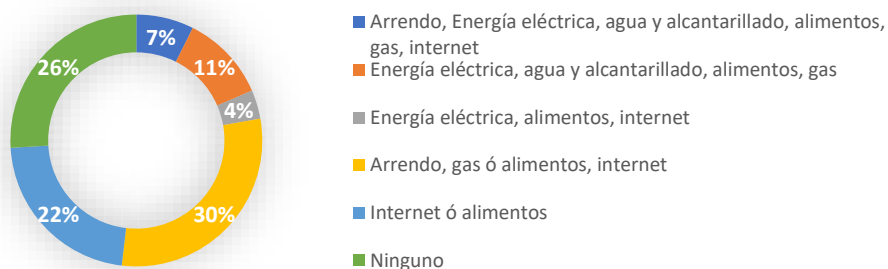 7%
11%
4%
30%
22%
26%
Arrendo, Energía eléctrica, agua y alcantarillado, alimentos,
gas, internet
Energía eléctrica, agua y alcantarillado, alimentos, gas
Energía eléctrica, alimentos, internet
Arrendo, gas ó alimentos, internet
Internet ó alimentos
Ninguno